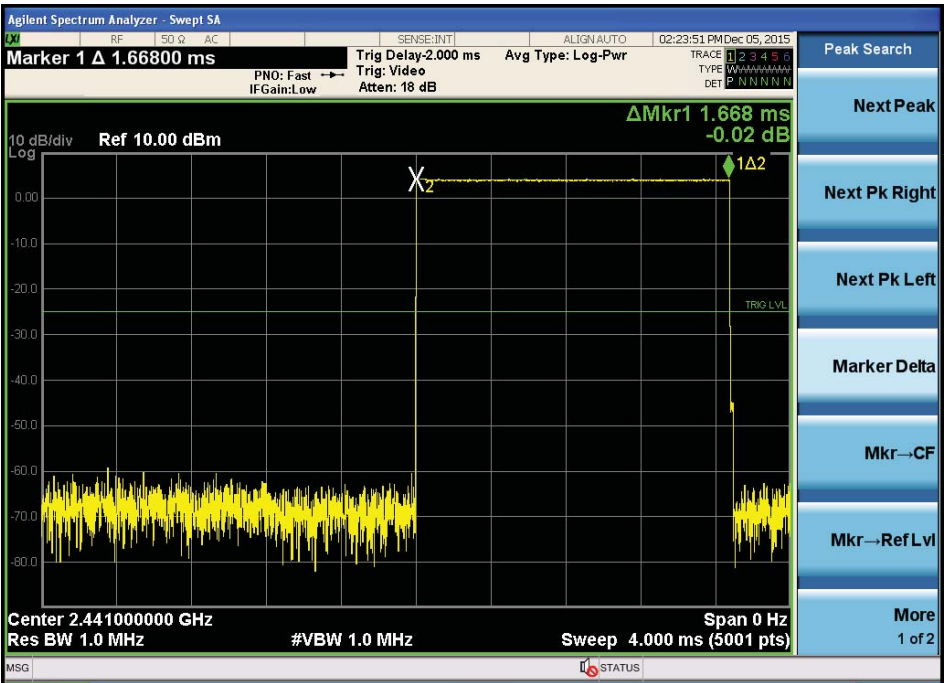 Agilent Spectrum Analyzer - Swept SA
LXI RF 50 Ω AC SENSE:INT ALIGN AUTO 02:23:51 PM Dec 05, 2015
Marker 1 Δ 1.66800 ms
PNO: Fast
IFGain:Low
Trig Delay-2.000 ms
Trig: Video
Atten: 18 dB
Avg Type: Log-Pwr
TRACE 1 2 3 4 5 6
TYPE W
DET P N N N N N
ΔMkr1 1.668 ms
-0.02 dB
10 dB/div Ref 10.00 dBm
Log
X2
1Δ2
0.00
-10.0
-20.0
TRIG LVL
-30.0
-40.0
-50.0
-60.0
-70.0
-80.0
Center 2.441000000 GHz Span 0 Hz
Res BW 1.0 MHz #VBW 1.0 MHz Sweep 4.000 ms (5001 pts)
MSG STATUS
Peak Search
Next Peak
Next Pk Right
Next Pk Left
Marker Delta
Mkr→CF
Mkr→Ref Lvl
More
1 of 2